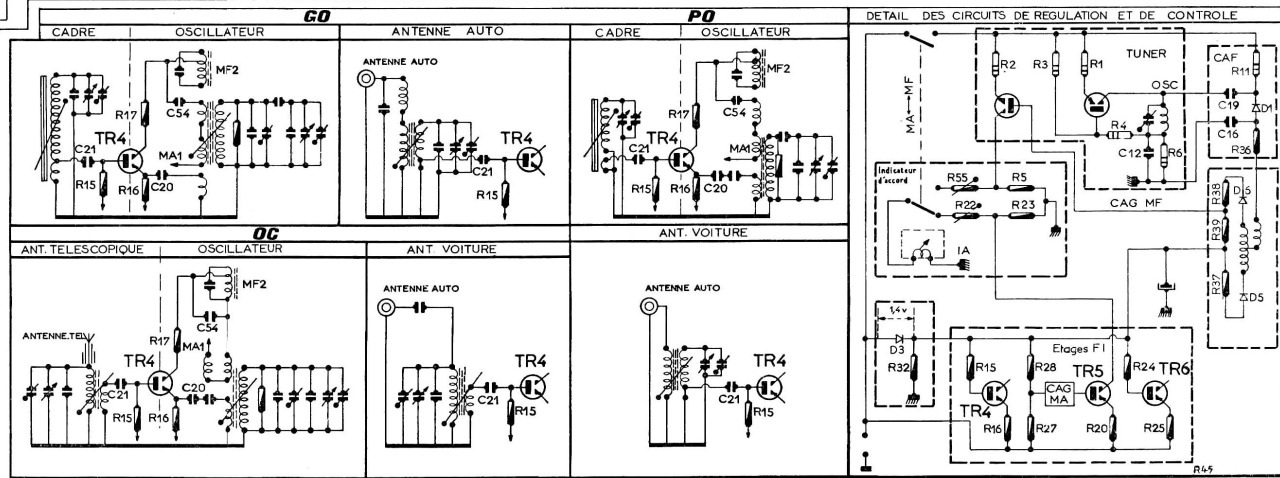 GO
CADRE
OSCILLATEUR
MF2
C54
R17
TR4
C21
MA1
R15
R16
C20
ANTENNE AUTO
ANTENNE AUTO
TR4
C21
R15
PO
CADRE
OSCILLATEUR
MF2
C54
R17
TR4
MA1
C21
R15
R16
C20
OC
ANT. TELESCOPIQUE
OSCILLATEUR
MF2
C54
R17
ANTENNE.TEL
MA1
TR4
C21
C20
R15
R16
ANT. VOITURE
ANTENNE AUTO
TR4
C21
R15
ANT. VOITURE
ANTENNE AUTO
TR4
C21
R15
DETAIL DES CIRCUITS DE REGULATION ET DE CONTROLE
MA↔MF
R2
R3
R1
TUNER
OSC
R4
C12
R6
CAF
R11
C19
D1
C16
R36
Indicateur
d'accord
R55
R5
R22
R23
IA
CAG MF
R38
D6
R39
R37
D5
1,4v
D3
R32
Etages FI
R15
R28
TR5
R24
TR6
CAG
MA
TR4
R16
R27
R20
R25
R45